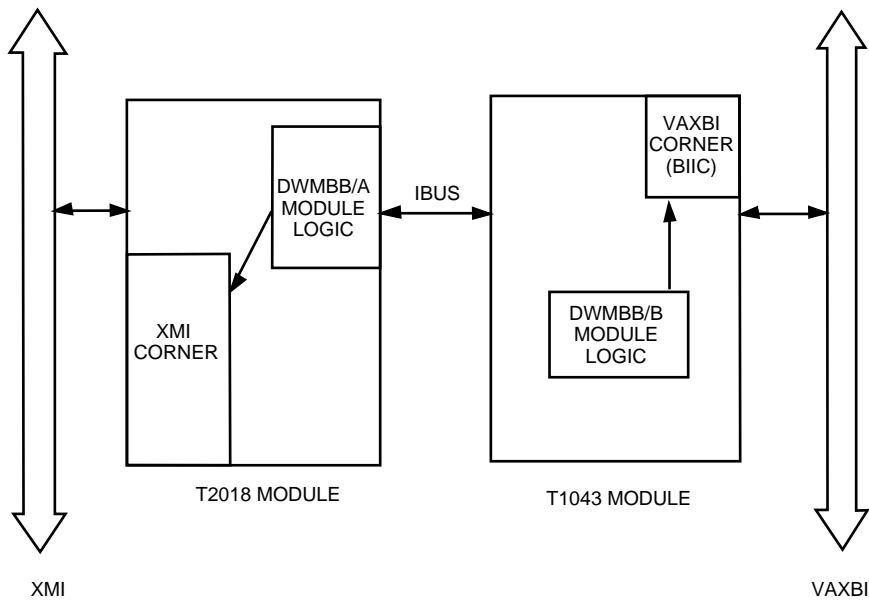 DWMBB/A
MODULE
LOGIC
XMI
CORNER
T2018 MODULE
IBUS
VAXBI
CORNER
(BIIC)
DWMBB/B
MODULE
LOGIC
T1043 MODULE
XMI
VAXBI